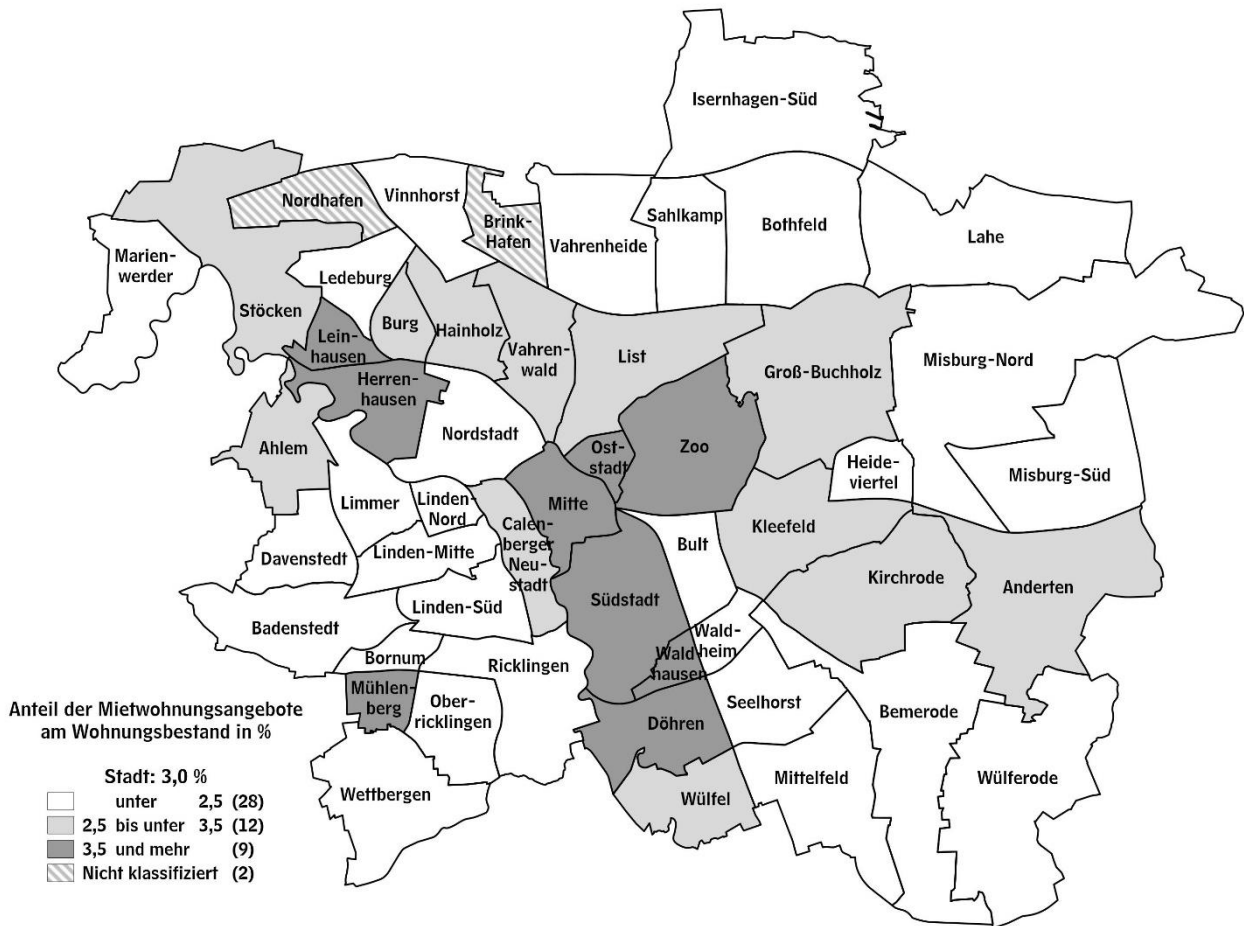 Isernhagen-Süd
Nordhafen
Vinnhorst
Brink-
Hafen
Vahrenheide
Sahlkamp
Bothfeld
Lahe
Marien-
werder
Ledeburg
Stöcken
Burg
Hainholz
Lein-
hausen
Vahren-
wald
List
Groß-Buchholz
Misburg-Nord
Herren-
hausen
Nordstadt
Ahlem
Ost-
stadt
Zoo
Heide-
viertel
Misburg-Süd
Limmer
Linden-
Nord
Mitte
Calen-
berger
Neu-
stadt
Kleefeld
Davenstedt
Linden-Mitte
Bult
Kirchrode
Anderten
Linden-Süd
Südstadt
Badenstedt
Wald-
heim
Bornum
Ricklingen
Wald
hausen
Mühlen-
berg
Ober-
ricklingen
Seelhorst
Bemerode
Döhren
Wettbergen
Wülfel
Mittelfeld
Wülferode
Anteil der Mietwohnungsangebote
am Wohnungsbestand in %
Stadt: 3,0 %
unter 2,5 (28)
2,5 bis unter 3,5 (12)
3,5 und mehr (9)
Nicht klassifiziert (2)